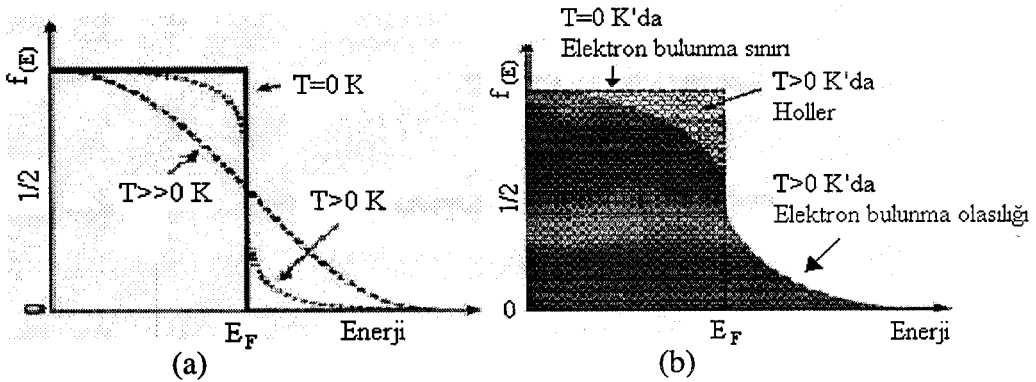 f(E)
1/2
0
T=0 K
T>>0 K
T>0 K
E_F
Enerji
(a)
T=0 K'da
Elektron bulunma sınırı
f(E)
1/2
0
T>0 K'da
Holler
T>0 K'da
Elektron bulunma olasılığı
E_F
Enerji
(b)